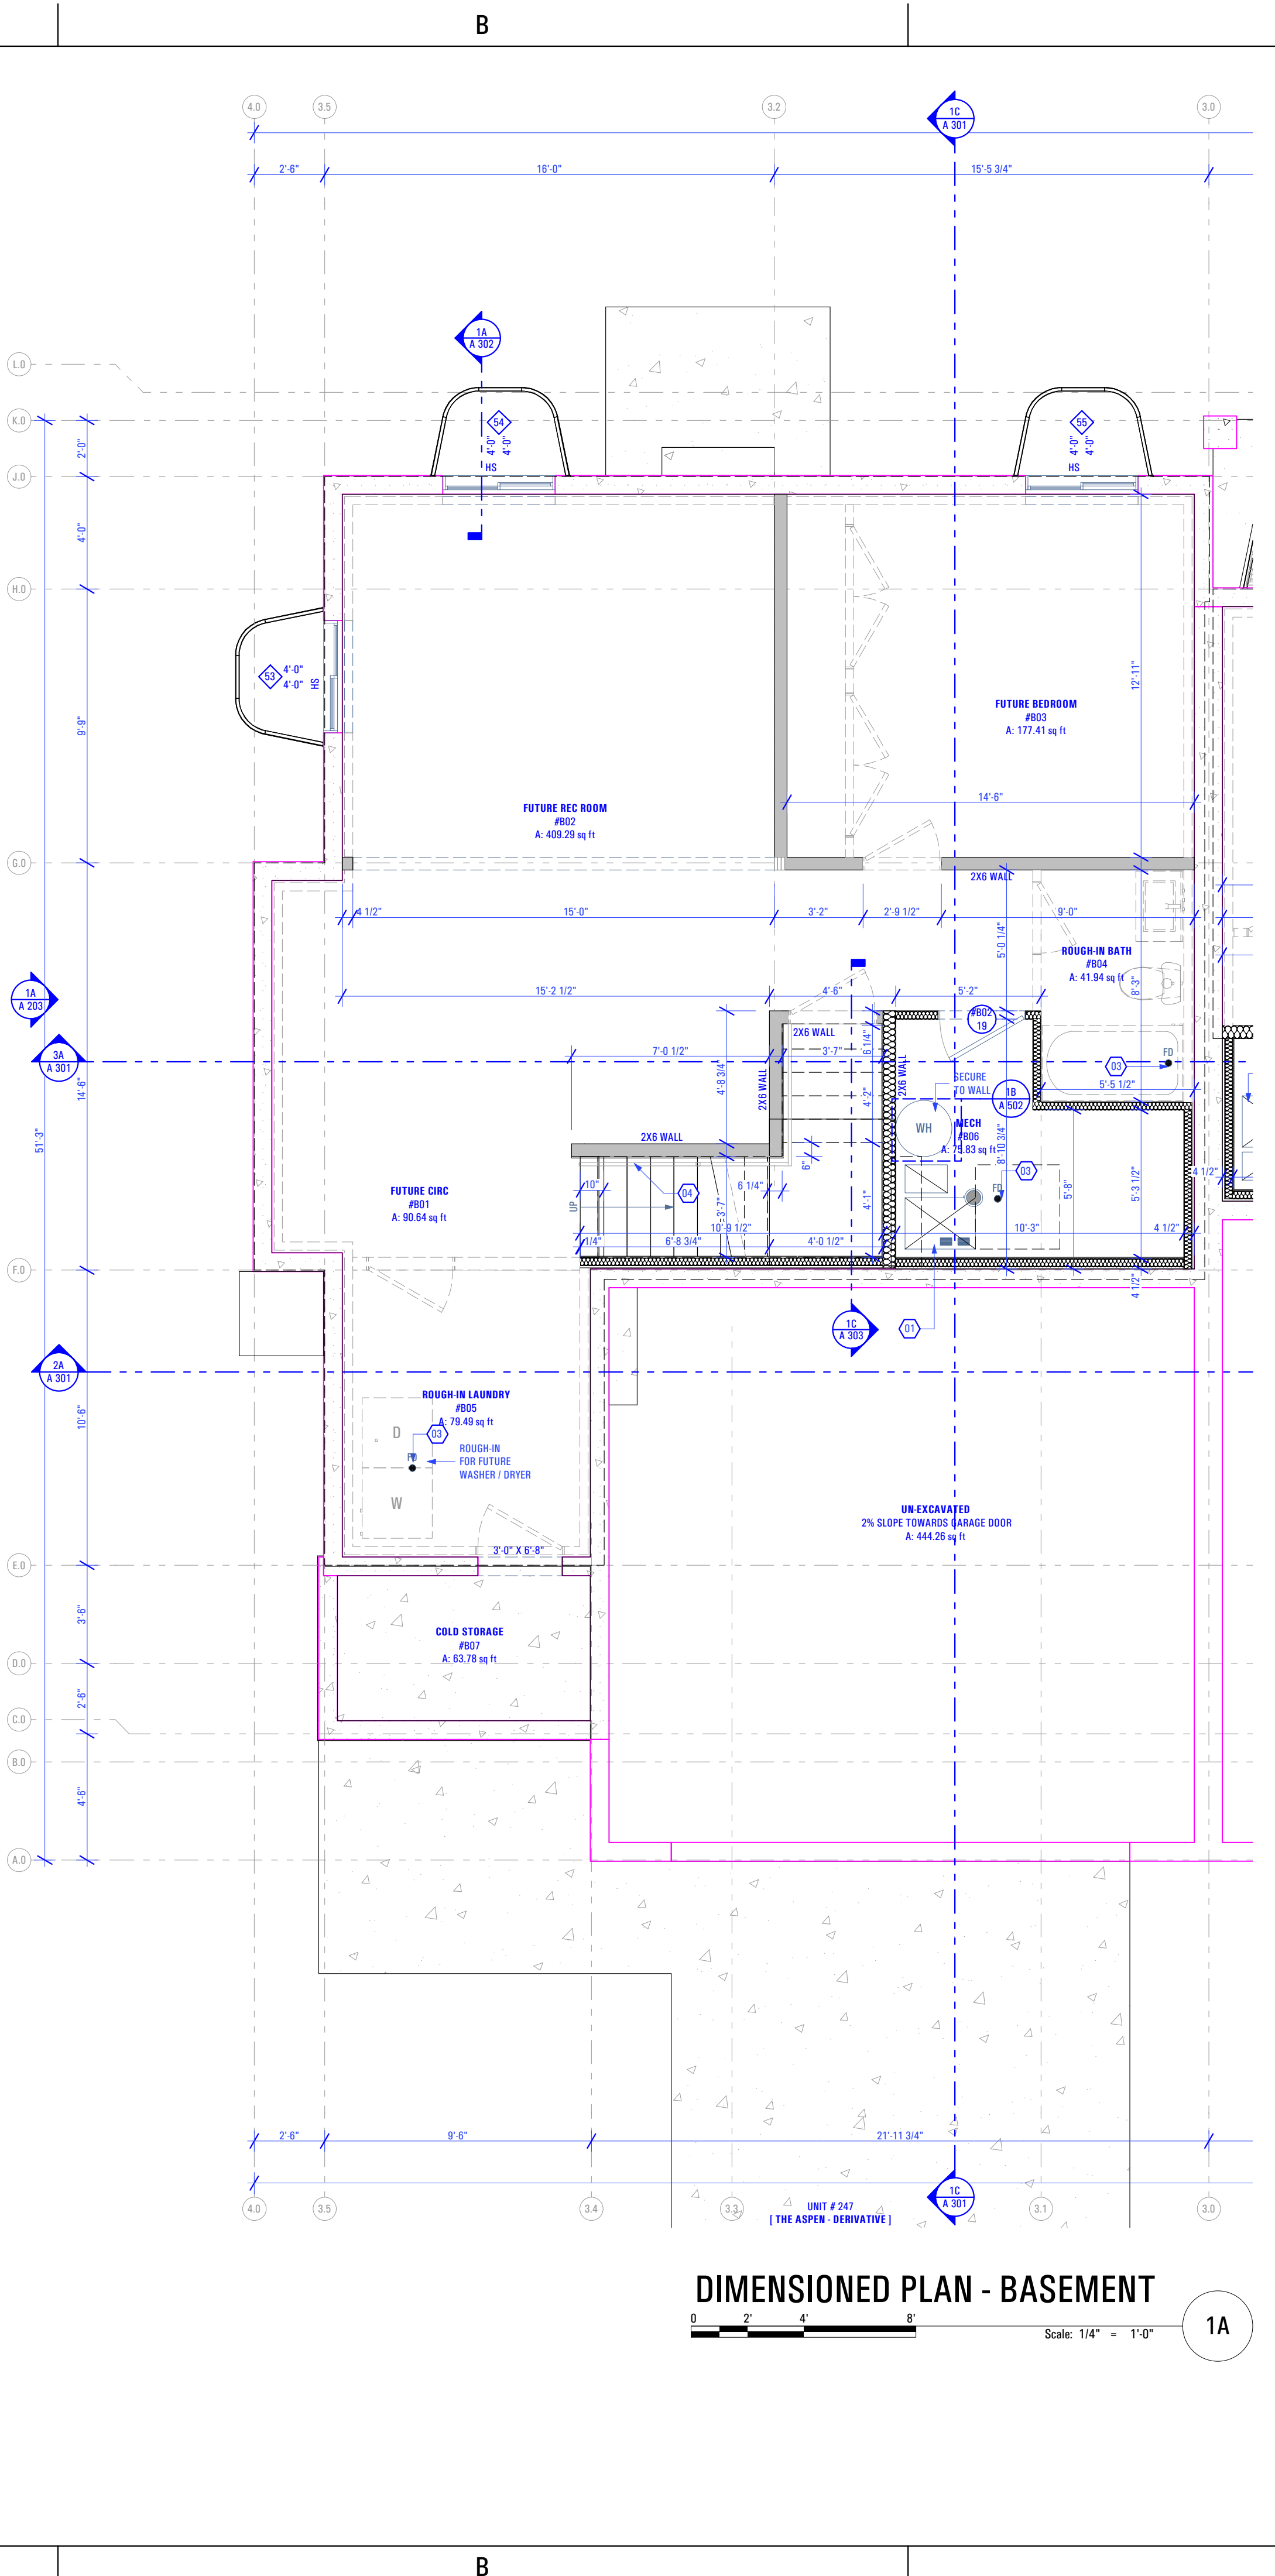 B
4.0
3.5
3.2
3.0
1C
A 301
2'-6"
16'-0"
15'-5 3/4"
1A
A 302
L.0
K.0
J.0
H.0
G.0
F.0
E.0
D.0
C.0
B.0
A.0
2'-0"
4'-0"
9'-9"
14'-6"
51'-3"
10'-6"
3'-6"
2'-6"
4'-6"
54
4'-0"
4'-0"
HS
55
4'-0"
4'-0"
HS
53
4'-0"
4'-0"
HS
FUTURE BEDROOM
#B03
A: 177.41 sq ft
12'-11"
14'-6"
FUTURE REC ROOM
#B02
A: 409.29 sq ft
2X6 WALL
4 1/2"
15'-0"
3'-2"
2'-9 1/2"
9'-0"
5'-0 1/4"
ROUGH-IN BATH
#B04
A: 41.94 sq ft
8'-3"
15'-2 1/2"
4'-6"
5'-2"
1A
A 203
3A
A 301
#B02
19
2X6 WALL
7'-0 1/2"
3'-7"
6 1/4"
2X6 WALL
4'-8 3/4"
2X6 WALL
4'-2"
SECURE
TO WALL
1B
A 502
03
FD
5'-5 1/2"
WH
MECH
#B06
A: 75.83 sq ft
8'-10 3/4"
2X6 WALL
6"
03
FD
4 1/2"
5'-8"
5'-3 1/2"
FUTURE CIRC
#B01
A: 90.64 sq ft
10"
04
6 1/4"
UP
3'-7"
4'-1"
10'-9 1/2"
10'-3"
4 1/2"
1/4"
6'-8 3/4"
4'-0 1/2"
4 1/2"
1C
A 303
01
2A
A 301
ROUGH-IN LAUNDRY
#B05
A: 79.49 sq ft
D
03
FD
ROUGH-IN
FOR FUTURE
WASHER / DRYER
W
3'-0" X 6'-8"
UN-EXCAVATED
2% SLOPE TOWARDS GARAGE DOOR
A: 444.26 sq ft
COLD STORAGE
#B07
A: 63.78 sq ft
2'-6"
9'-6"
21'-11 3/4"
4.0
3.5
3.4
3.3
3.1
3.0
1C
A 301
UNIT # 247
[ THE ASPEN - DERIVATIVE ]
DIMENSIONED PLAN - BASEMENT
0
2'
4'
8'
Scale: 1/4" = 1'-0"
1A
B